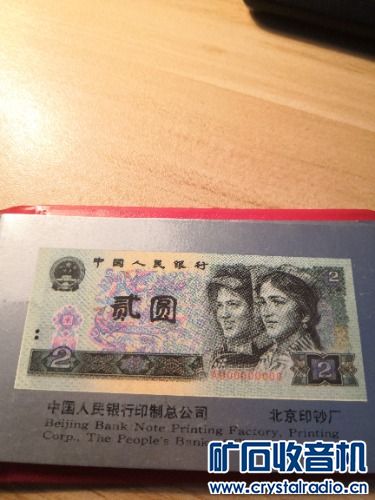 中国人民银行
2
贰圆
2
2
中国人民银行印制总公司
北京印钞厂
Beijing Bank Note Printing Factory, Printing
Corp., The People's Bank
矿石收音机
www.crystalradio.cn